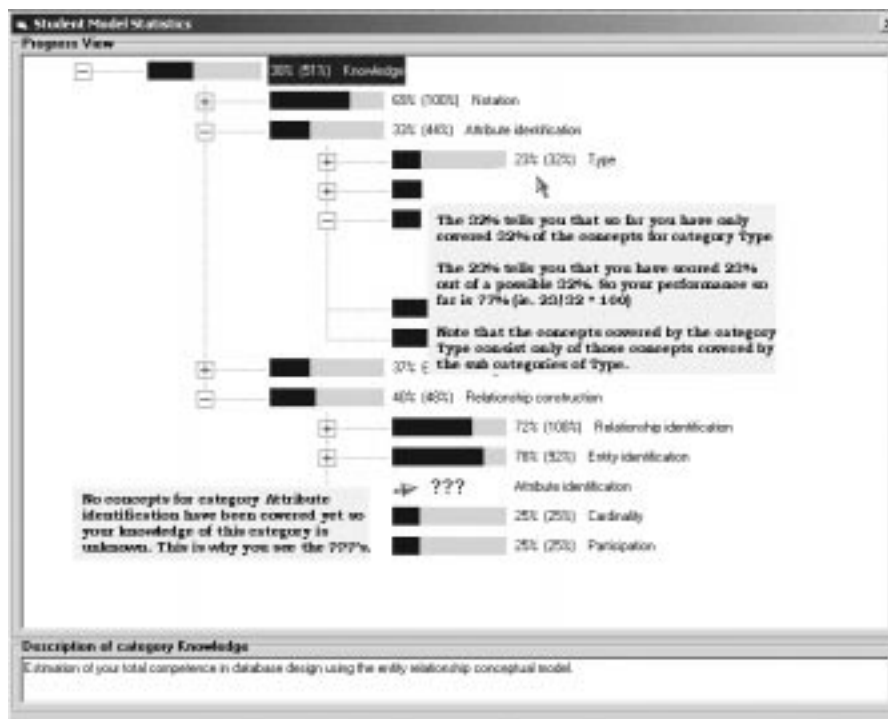 Student Model Statistics
Progress View
38% (51%) Knowledge
69% (100%) Notation
33% (44%) Attribute identification
23% (32%) Type
The 32% tells you that so far you have only
covered 32% of the concepts for category Type
The 23% tells you that you have scored 23%
out of a possible 32%. So your performance so
far is 77% (ie. 23/32 * 100)
Note that the concepts covered by the category
Type consist only of those concepts covered by
the sub categories of Type.
37%
40% (48%) Relationship construction
72% (100%) Relationship identification
78% (92%) Entity identification
??? Attribute identification
No concepts for category Attribute
identification have been covered yet so
your knowledge of this category is
unknown. This is why you see the ???'s.
25% (25%) Cardinality
25% (25%) Participation
Description of category Knowledge
Estimation of your total competence in database design using the entity relationship conceptual model.